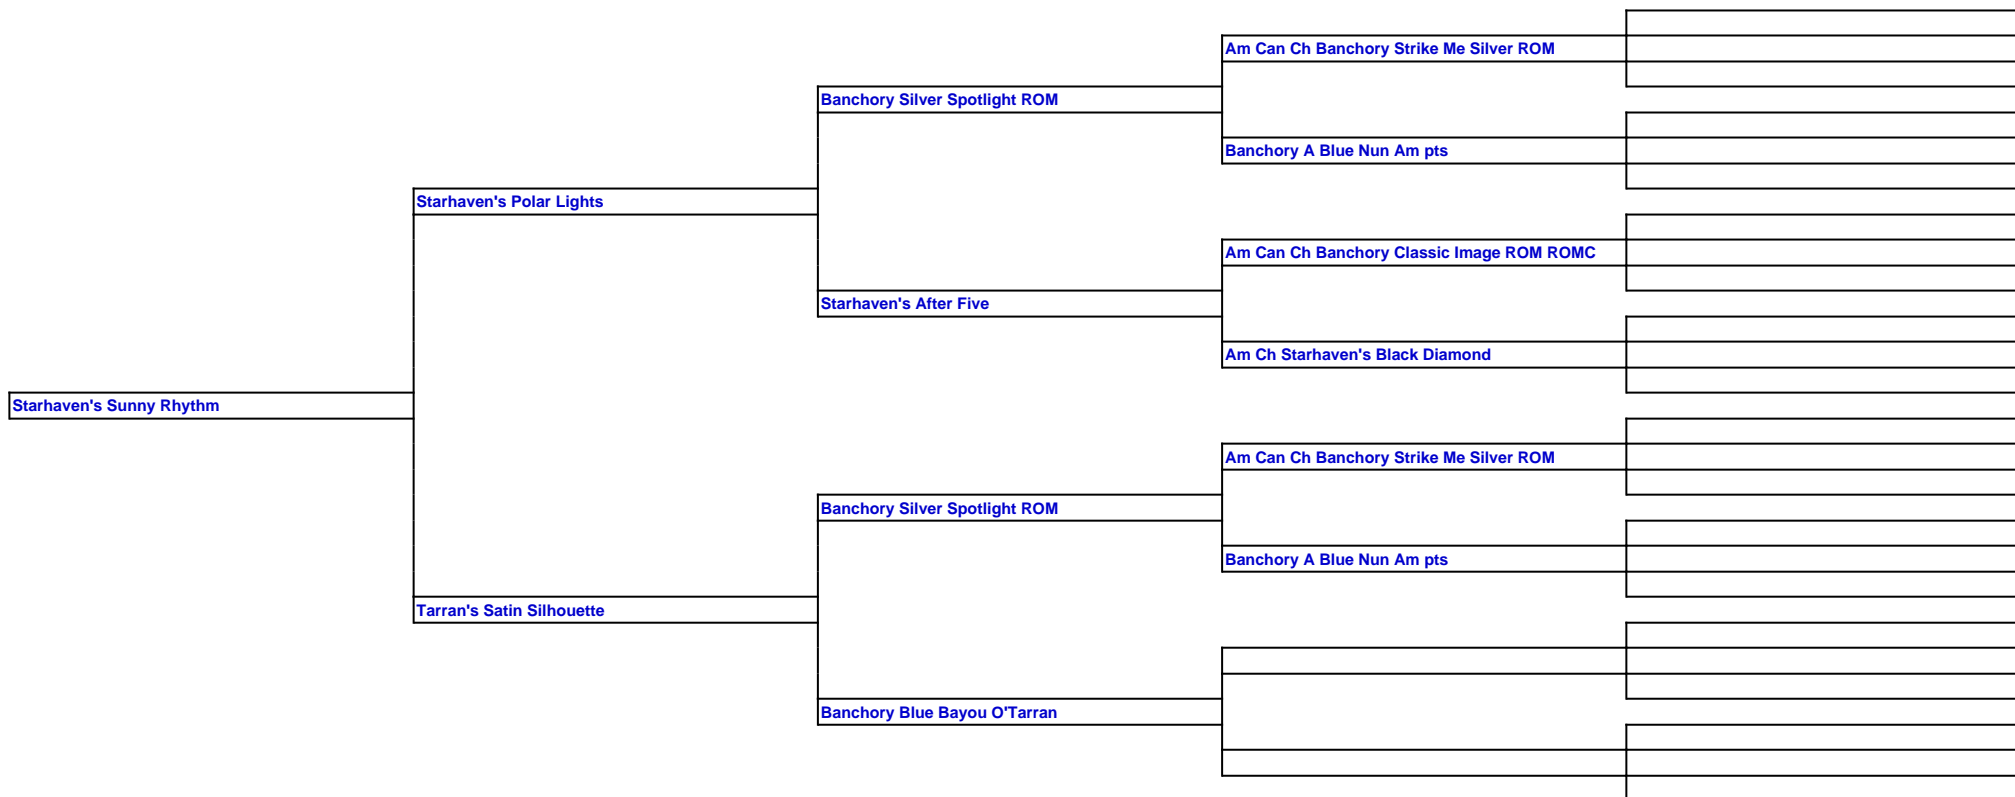 Am Can Ch Banchory Strike Me Silver ROM
Banchory Silver Spotlight ROM
Banchory A Blue Nun Am pts
Starhaven's Polar Lights
Am Can Ch Banchory Classic Image ROM ROMC
Starhaven's After Five
Am Ch Starhaven's Black Diamond
Starhaven's Sunny Rhythm
Am Can Ch Banchory Strike Me Silver ROM
Banchory Silver Spotlight ROM
Banchory A Blue Nun Am pts
Tarran's Satin Silhouette
Banchory Blue Bayou O'Tarran